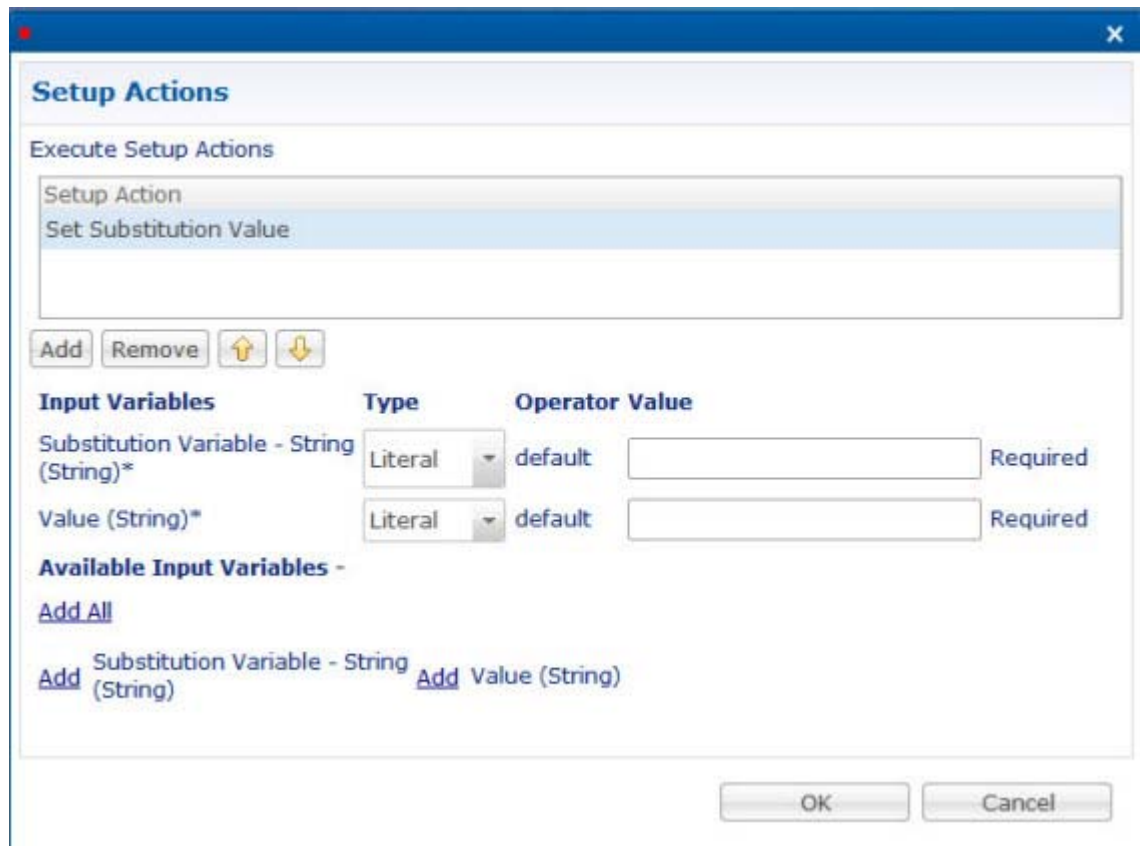 Setup Actions
Execute Setup Actions
Setup Action
Set Substitution Value
Add Remove
Input Variables Type Operator Value
Substitution Variable - String
(String)* Literal default Required
Value (String)* Literal default Required
Available Input Variables -
Add All
Add Substitution Variable - String
(String) Add Value (String)
OK Cancel